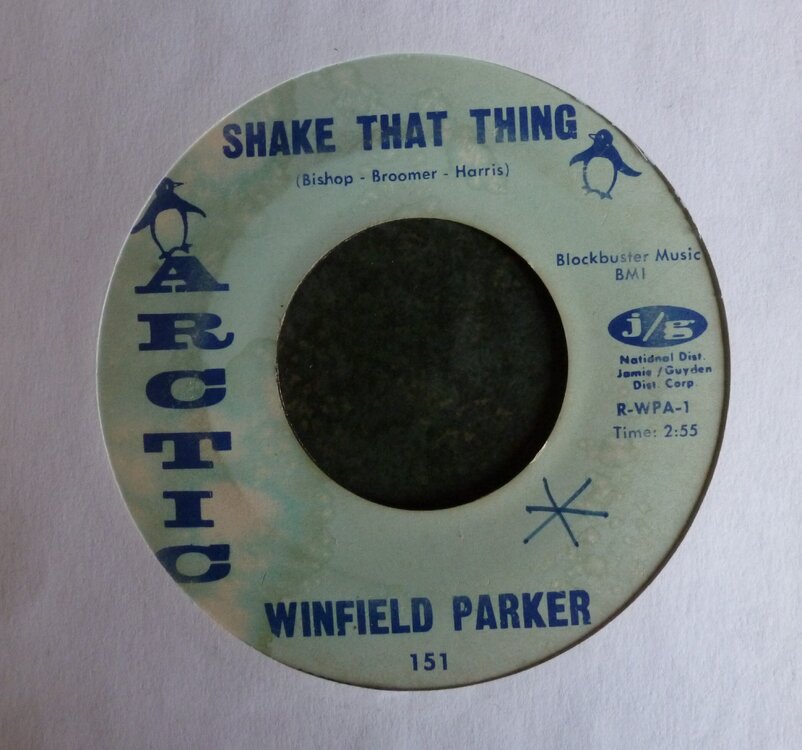 SHAKE THAT THING
(Bishop - Broomer - Harris)
ARCTIC
Blockbuster Music
BMI
j/g
National Dist.
Jamie / Guyden
Dist. Corp.
R-WPA-1
Time: 2:55
WINFIELD PARKER
151